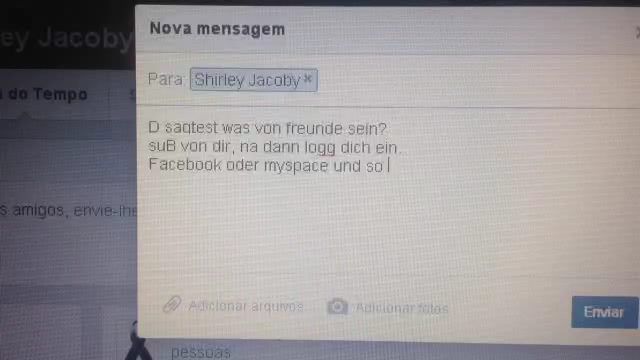 ey Jacoby
Nova mensagem
Para: Shirley Jacoby
do Tempo
D sagtest was von freunde sein?
suB von dir, na dann logg dich ein.
Facebook oder myspace und so
s amigos, envie-lhe
Adicionar arquivos
Adicionar fotos
Enviar
pessoas